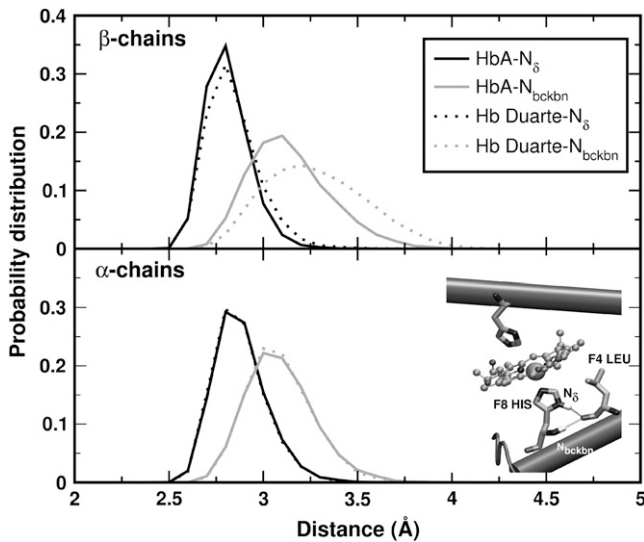 β-chains
HbA-Nδ
HbA-Nbckbn
Hb Duarte-Nδ
Hb Duarte-Nbckbn
0.4
0.3
0.2
0.1
0
α-chains
0.3
0.2
0.1
0
F4 LEU
Nδ
F8 HIS
Nbckbn
2
2.5
3
3.5
4
4.5
5
Probability distribution
Distance (Å)